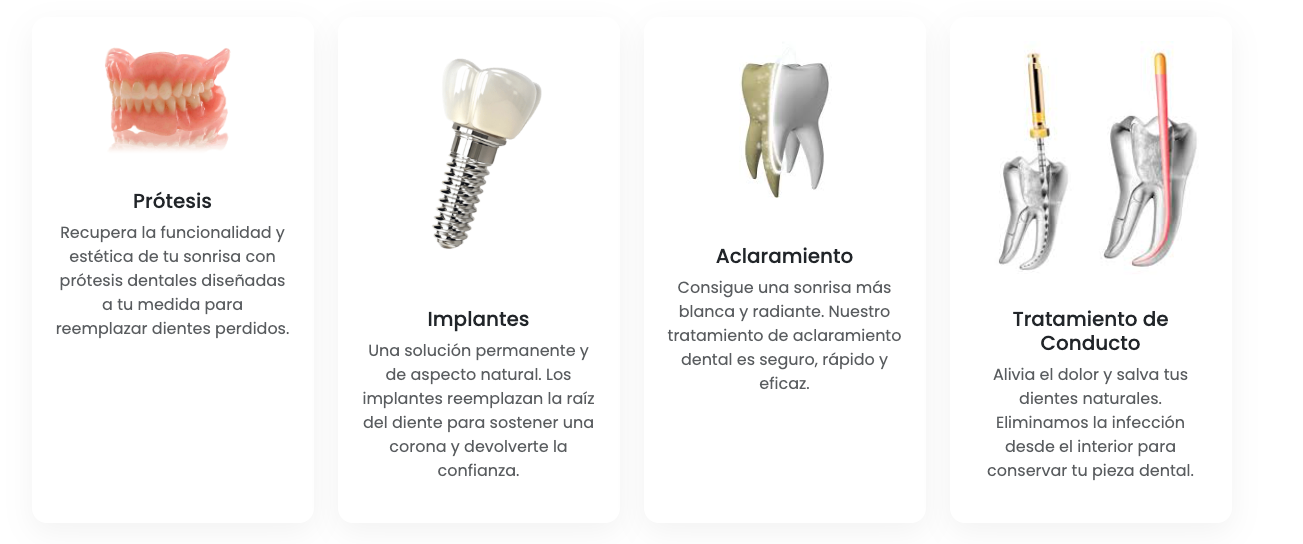 Prótesis
Recupera la funcionalidad y
estética de tu sonrisa con
prótesis dentales diseñadas
a tu medida para
reemplazar dientes perdidos.
Implantes
Una solución permanente y
de aspecto natural. Los
implantes reemplazan la raíz
del diente para sostener una
corona y devolverte la
confianza.
Aclaramiento
Consigue una sonrisa más
blanca y radiante. Nuestro
tratamiento de aclaramiento
dental es seguro, rápido y
eficaz.
Tratamiento de
Conducto
Alivia el dolor y salva tus
dientes naturales.
Eliminamos la infección
desde el interior para
conservar tu pieza dental.